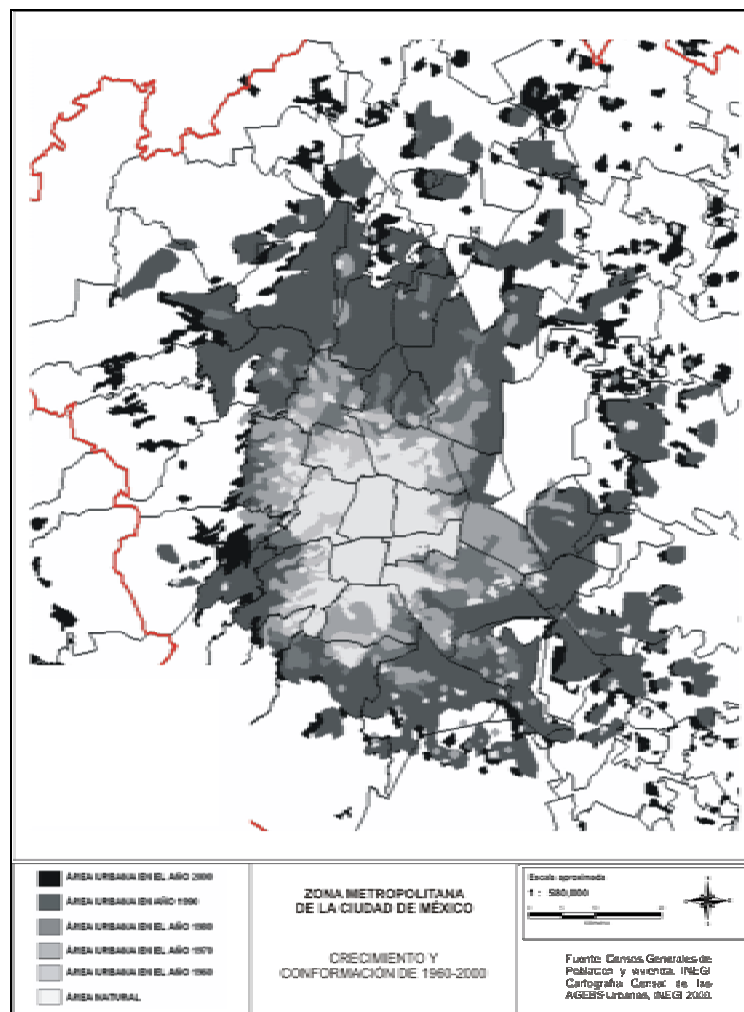 ÁREA URBANA EN EL AÑO 2000
ÁREA URBANA EN AÑO 1990
ÁREA URBANA EN EL AÑO 1980
ÁREA URBANA EN EL AÑO 1970
ÁREA URBANA EN EL AÑO 1960
ÁREA NATURAL
ZONA METROPOLITANA
DE LA CIUDAD DE MÉXICO
CRECIMIENTO Y
CONFORMACIÓN DE 1960-2000
Escala aproximada
1 : 580,000
Fuente: Censos Generales de
Población y vivienda, INEGI
Cartografía Censal de las
AGEBS-Urbanas, INEGI 2000.